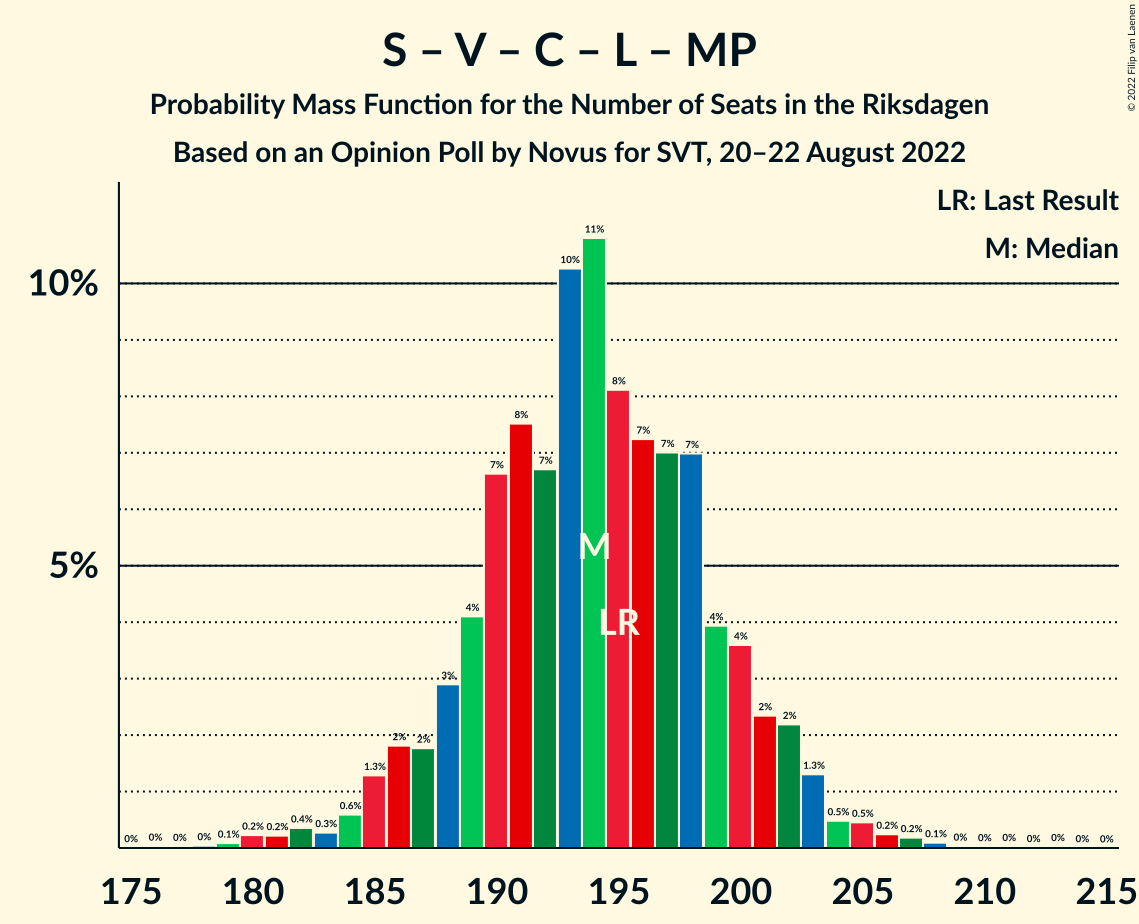 S – V – C – L – MP
Probability Mass Function for the Number of Seats in the Riksdagen
Based on an Opinion Poll by Novus for SVT, 20–22 August 2022
© 2022 Filip van Laenen
LR: Last Result
M: Median
10%
5%
0% 0% 0% 0% 0.1% 0.2% 0.2% 0.4% 0.3% 0.6% 1.3% 2% 2% 3% 4% 7% 8% 7% 10% 11% 8% 7% 7% 7% 4% 4% 2% 2% 1.3% 0.5% 0.5% 0.2% 0.2% 0.1% 0% 0% 0% 0% 0% 0% 0%
M
LR
175 180 185 190 195 200 205 210 215